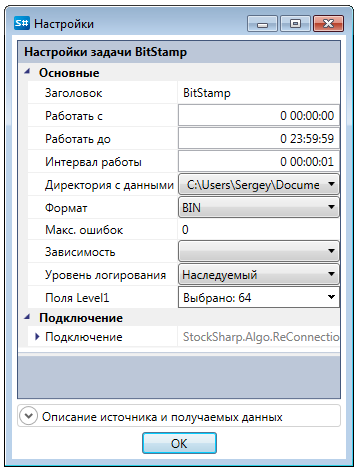 S# Настройки
Настройки задачи BitStamp
Основные
Заголовок BitStamp
Работать с 0 00:00:00
Работать до 0 23:59:59
Интервал работы 0 00:00:01
Директория с данными C:\Users\Sergey\Docume
Формат BIN
Макс. ошибок 0
Зависимость
Уровень логирования Наследуемый
Поля Level1 Выбрано: 64
Подключение
Подключение StockSharp.Algo.ReConnectio
Описание источника и получаемых данных
OK